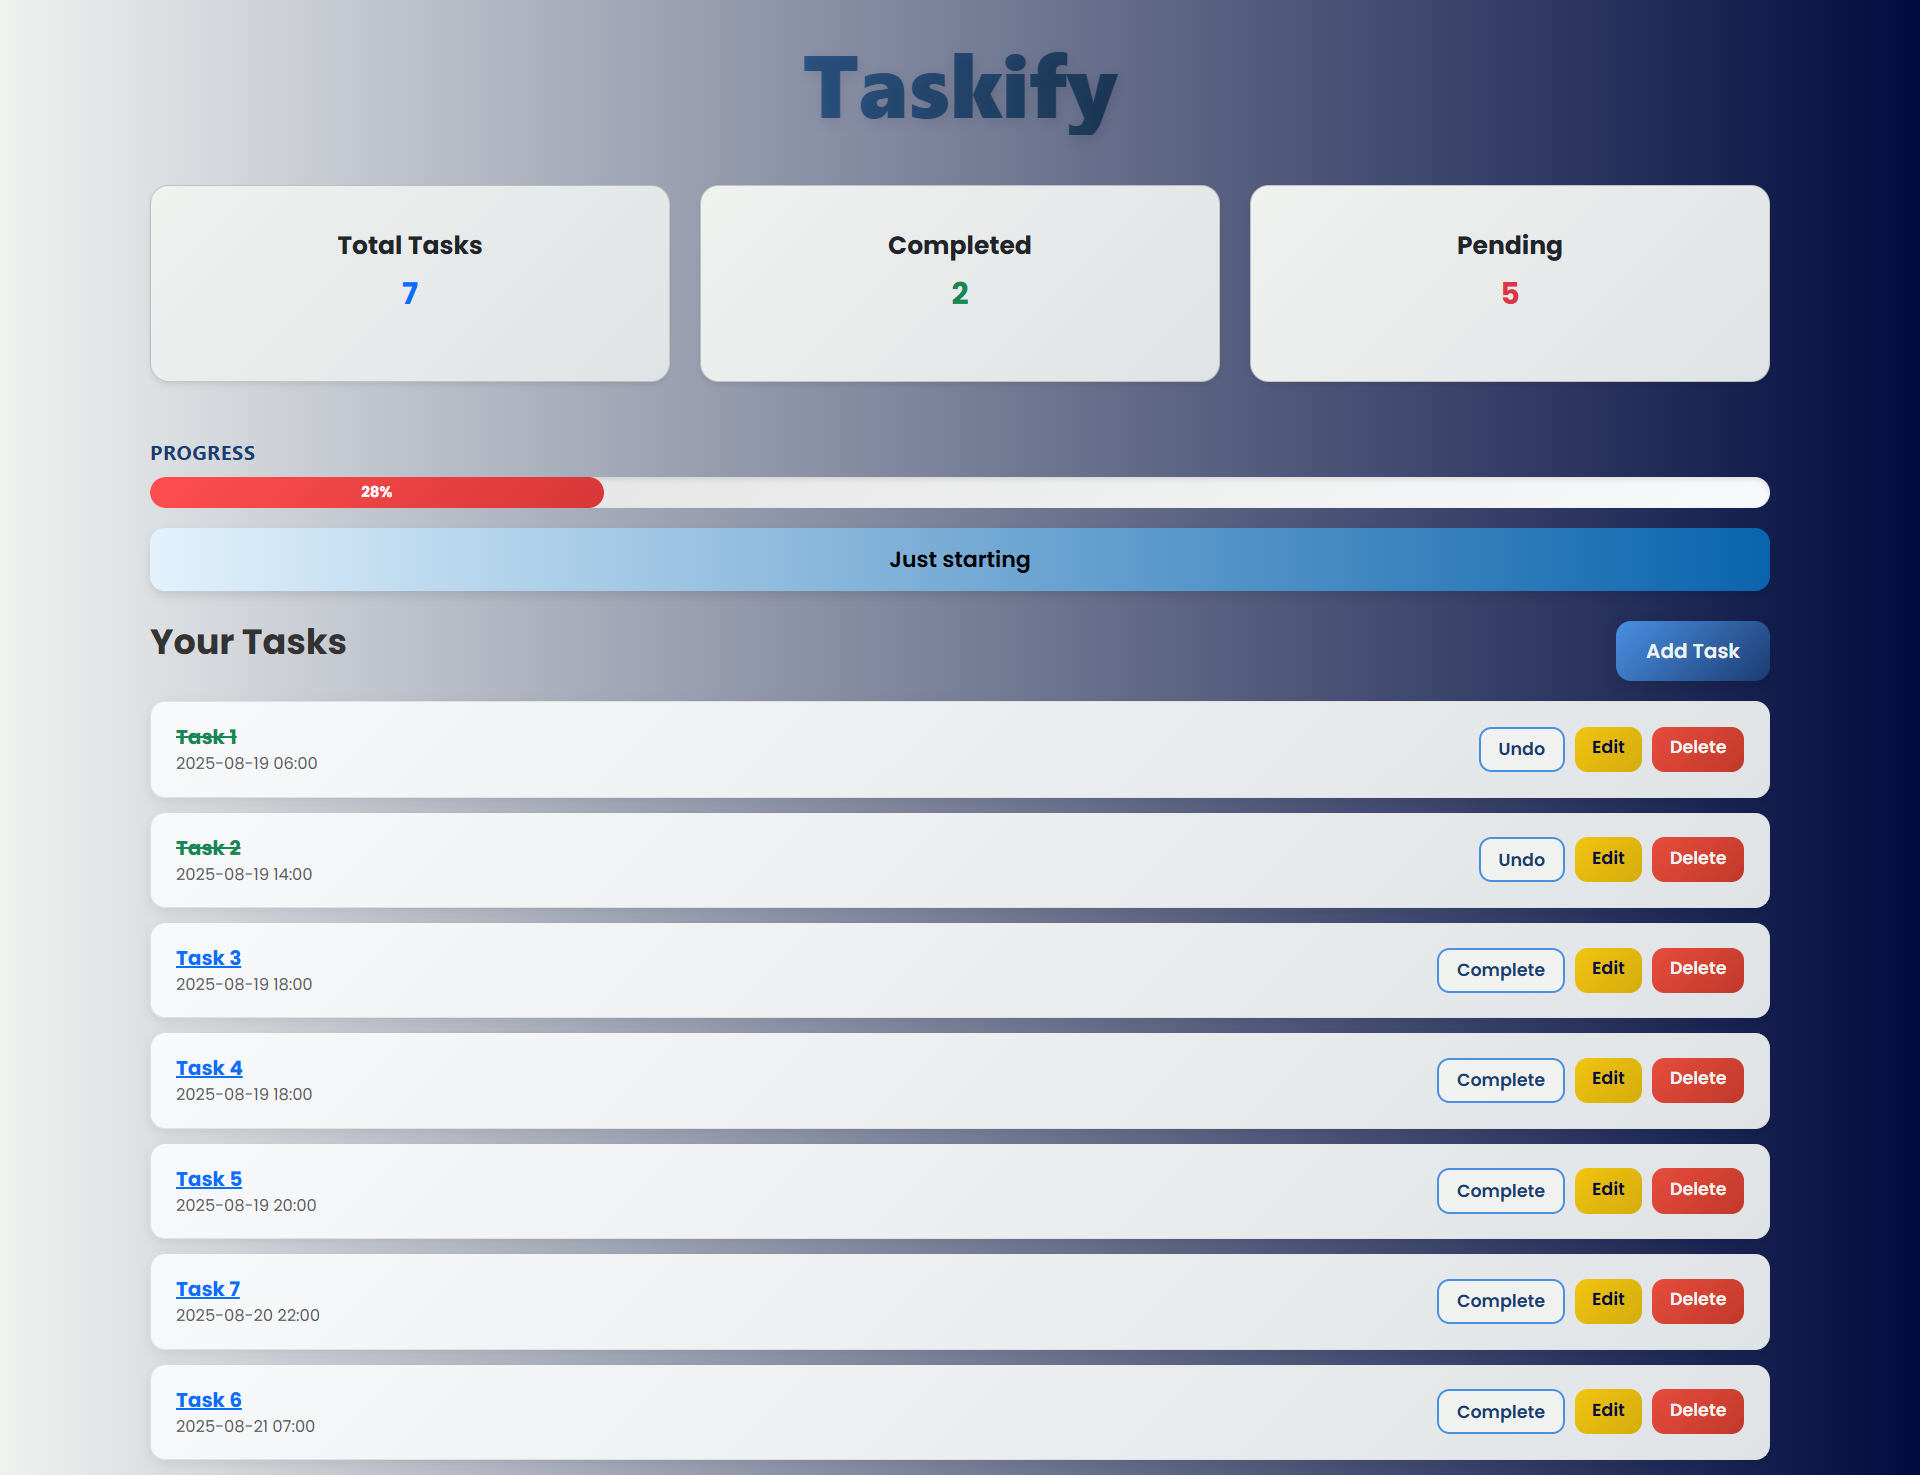 Taskify
Total Tasks
7
Completed
2
Pending
5
PROGRESS
28%
Just starting
Your Tasks
Add Task
Task 1
2025-08-19 06:00
Undo Edit Delete
Task 2
2025-08-19 14:00
Undo Edit Delete
Task 3
2025-08-19 18:00
Complete Edit Delete
Task 4
2025-08-19 18:00
Complete Edit Delete
Task 5
2025-08-19 20:00
Complete Edit Delete
Task 7
2025-08-20 22:00
Complete Edit Delete
Task 6
2025-08-21 07:00
Complete Edit Delete